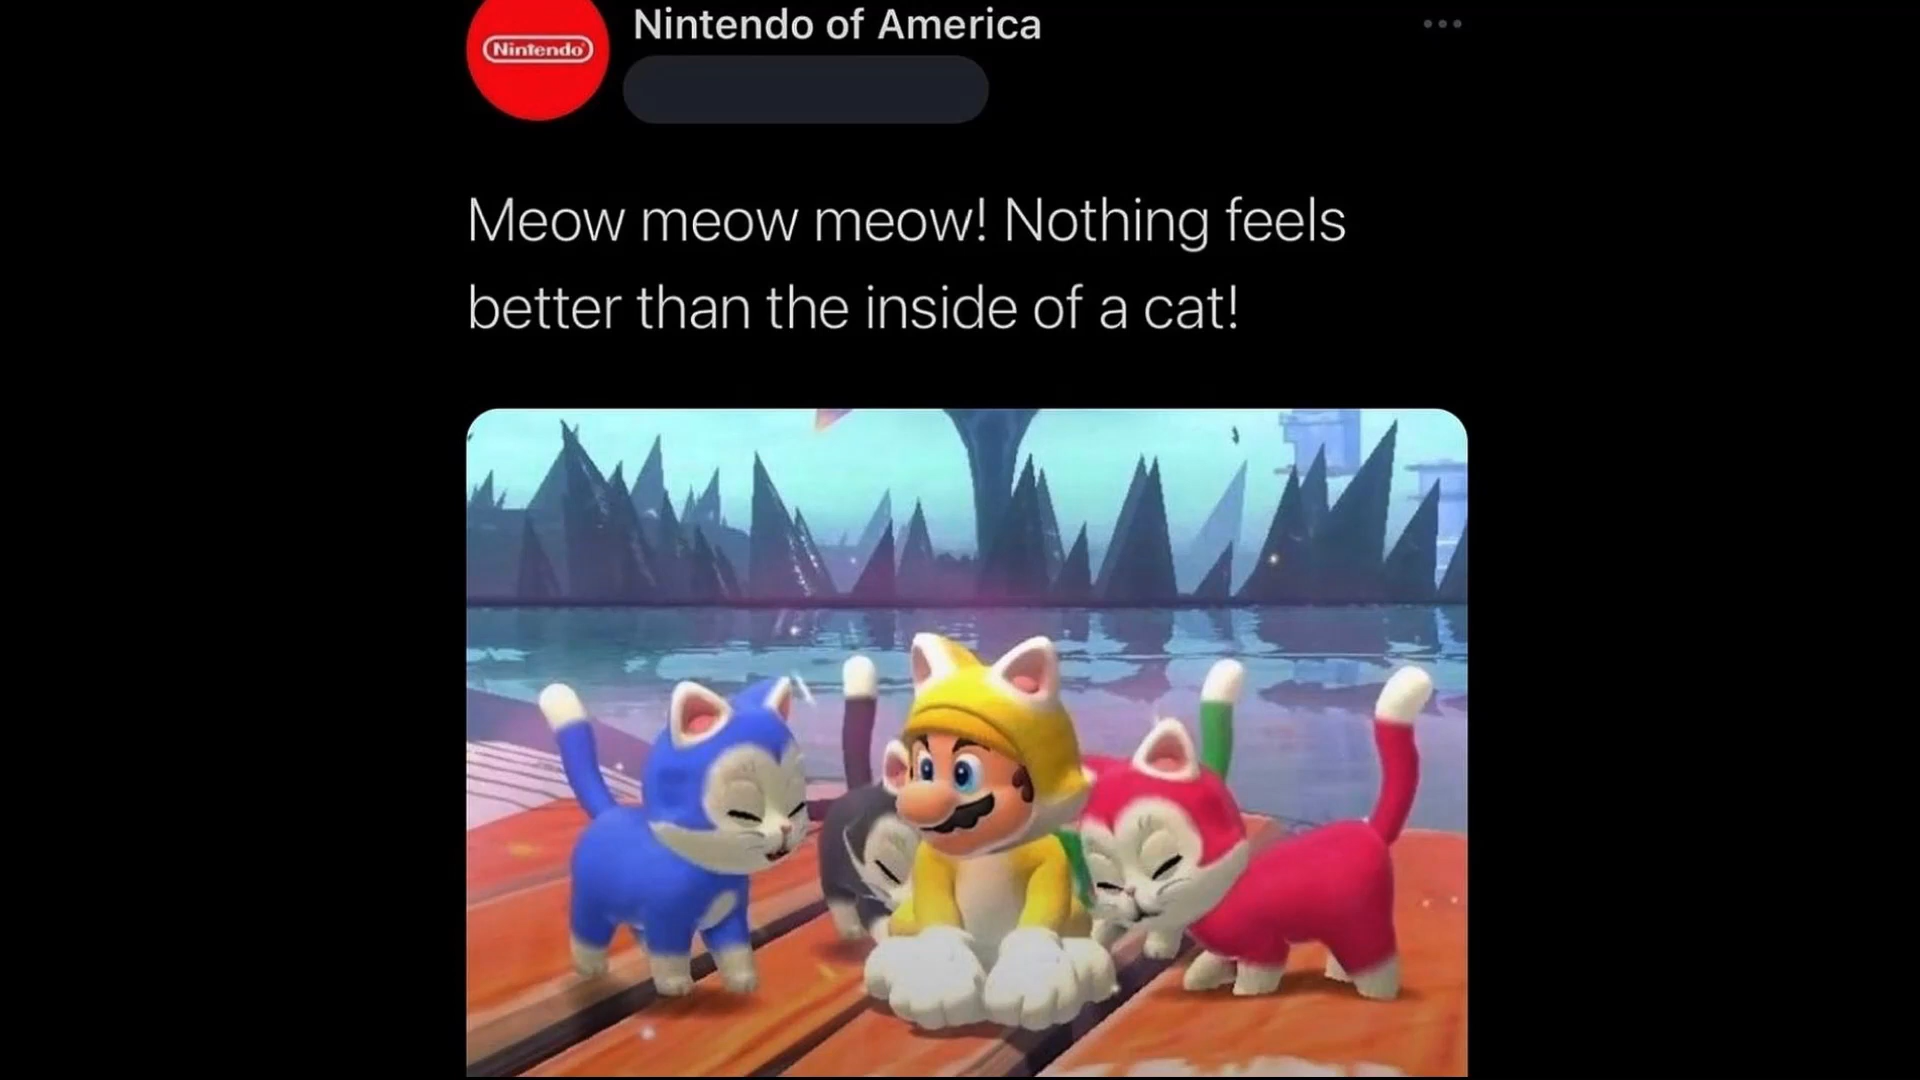 Nintendo
Nintendo of America
Meow meow meow! Nothing feels
better than the inside of a cat!